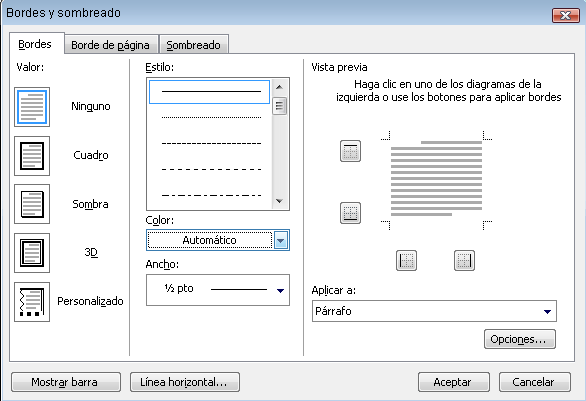 Bordes y sombreado
Bordes
Borde de página
Sombreado
Valor:
Ninguno
Cuadro
Sombra
3D
Personalizado
Estilo:
Color:
Automático
Ancho:
½ pto
Vista previa
Haga clic en uno de los diagramas de la
izquierda o use los botones para aplicar bordes
Aplicar a:
Párrafo
Opciones...
Mostrar barra
Línea horizontal...
Aceptar
Cancelar